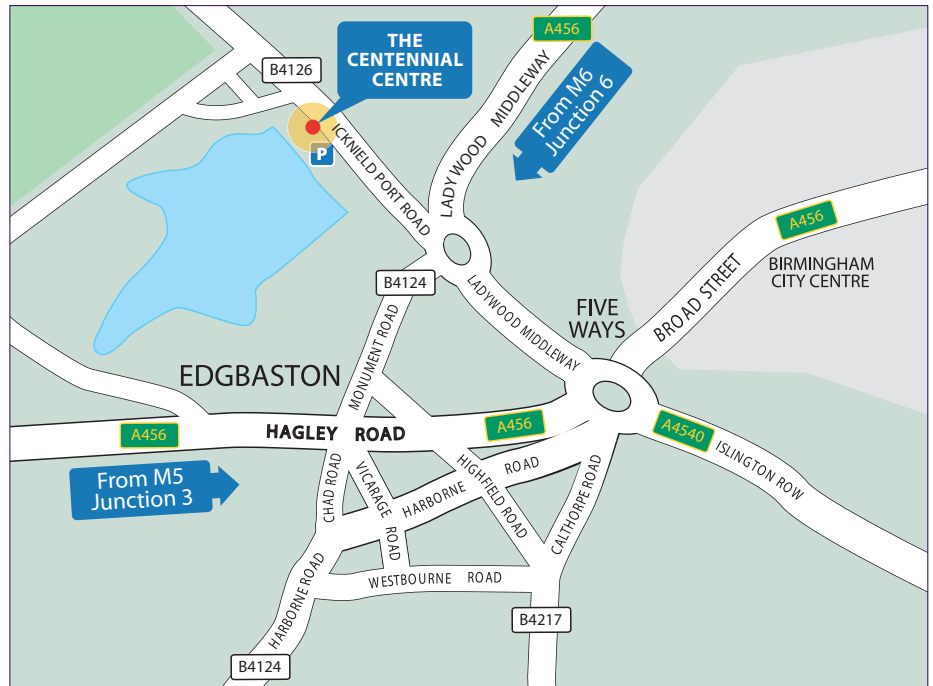 A456
THE
CENTENNIAL
CENTRE
B4126
LADYWOOD MIDDLEWAY
From M6
Junction 6
P
ICKNIELD PORT ROAD
A456
BIRMINGHAM
CITY CENTRE
BROAD STREET
B4124
LADYWOOD MIDDLEWAY
FIVE
WAYS
MONUMENT ROAD
EDGBASTON
A456
HAGLEY ROAD
A456
A4540
ISLINGTON ROW
From M5
Junction 3
CHAD ROAD
VICARAGE ROAD
HARBORNE ROAD
HIGHFIELD ROAD
CALTHORPE ROAD
WESTBOURNE ROAD
HARBORNE ROAD
B4217
B4124